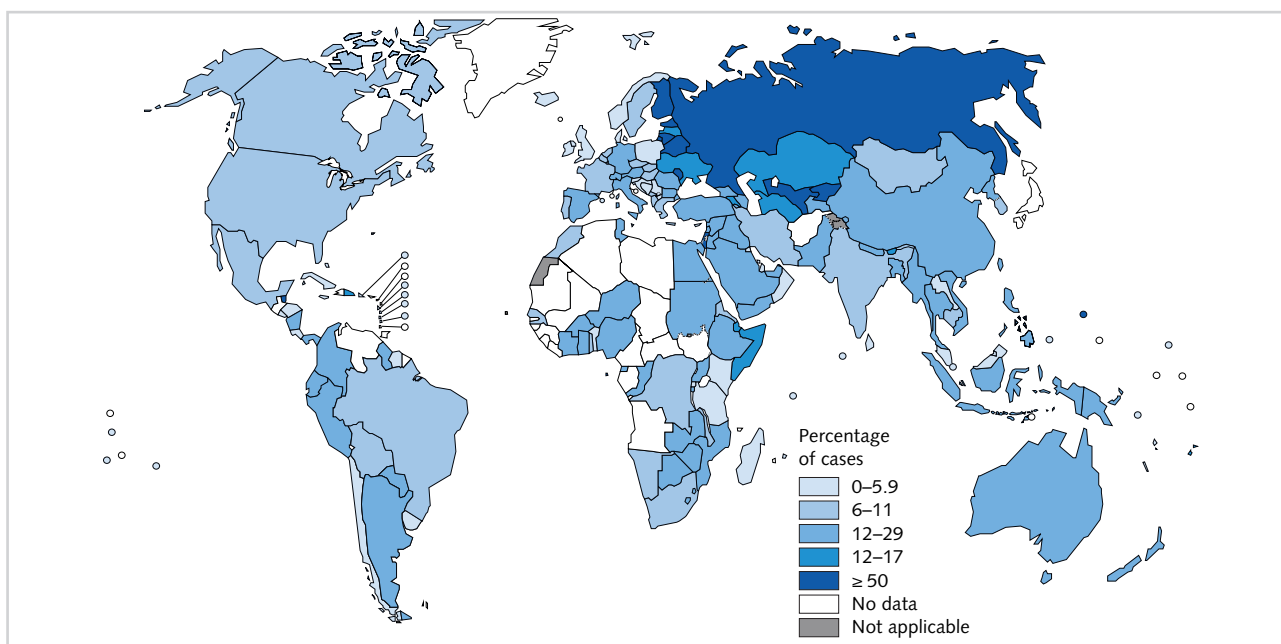 Percentage
of cases
0–5.9
6–11
12–29
12–17
≥ 50
No data
Not applicable